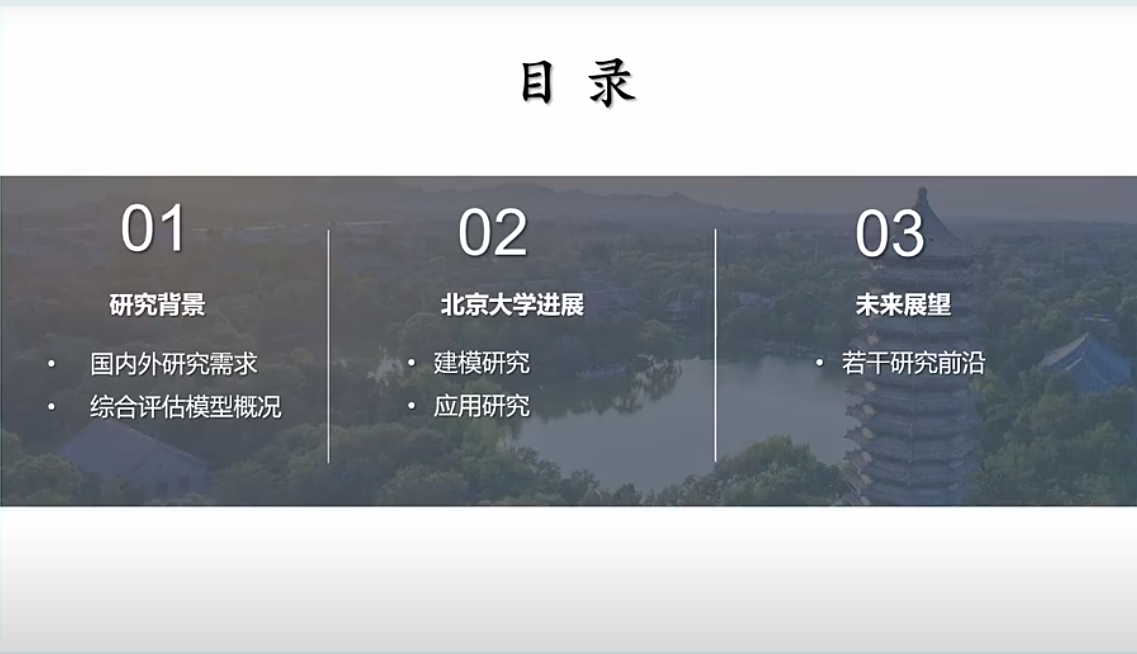 目 录
01
研究背景
• 国内外研究需求
• 综合评估模型概况
02
北京大学进展
• 建模研究
• 应用研究
03
未来展望
• 若干研究前沿